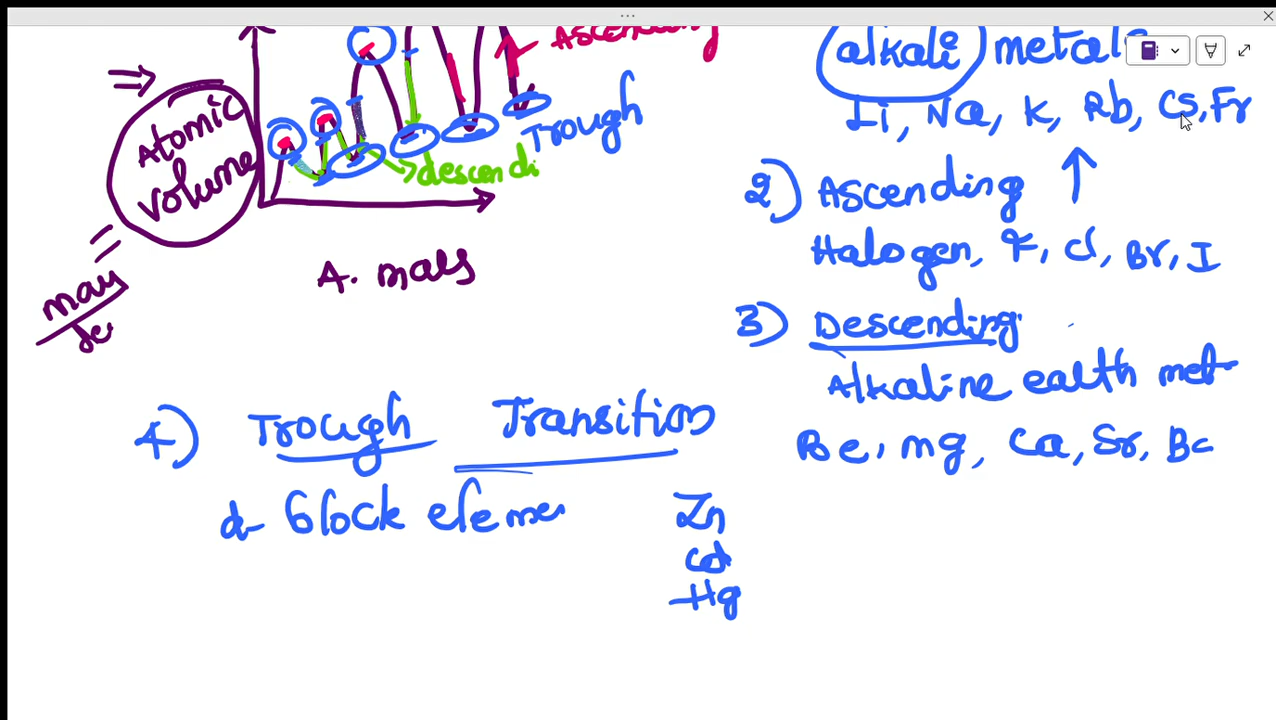 Ascending
alkali metals
Li, Na, K, Rb, Cs, Fr
Atomic
volume
Trough
descendi
A. mass
2) Ascending ↑
Halogen, F, Cl, Br, I
3) Descending
Alkaline earth met
Be, mg, Ca, Sr, Ba
4) Trough Transition
d- block elemen
Zn
Cd
Hg